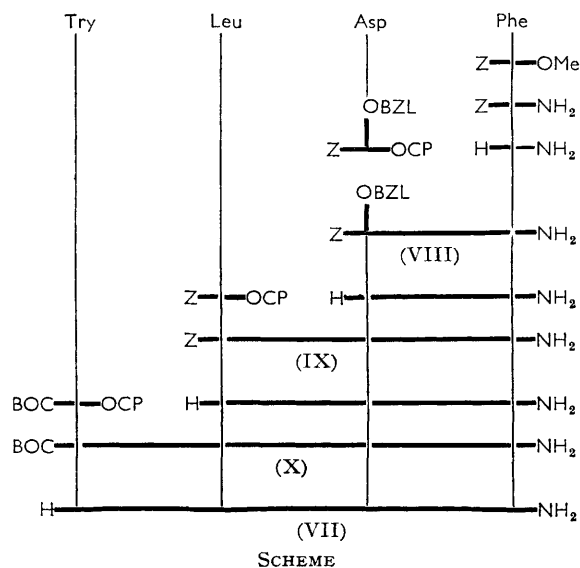 Try Leu Asp Phe
Z OMe
OBZL Z NH₂
Z OCP H NH₂
OBZL
Z NH₂
(VIII)
Z OCP H NH₂
Z NH₂
(IX)
BOC OCP H NH₂
BOC NH₂
(X)
H NH₂
(VII)
SCHEME